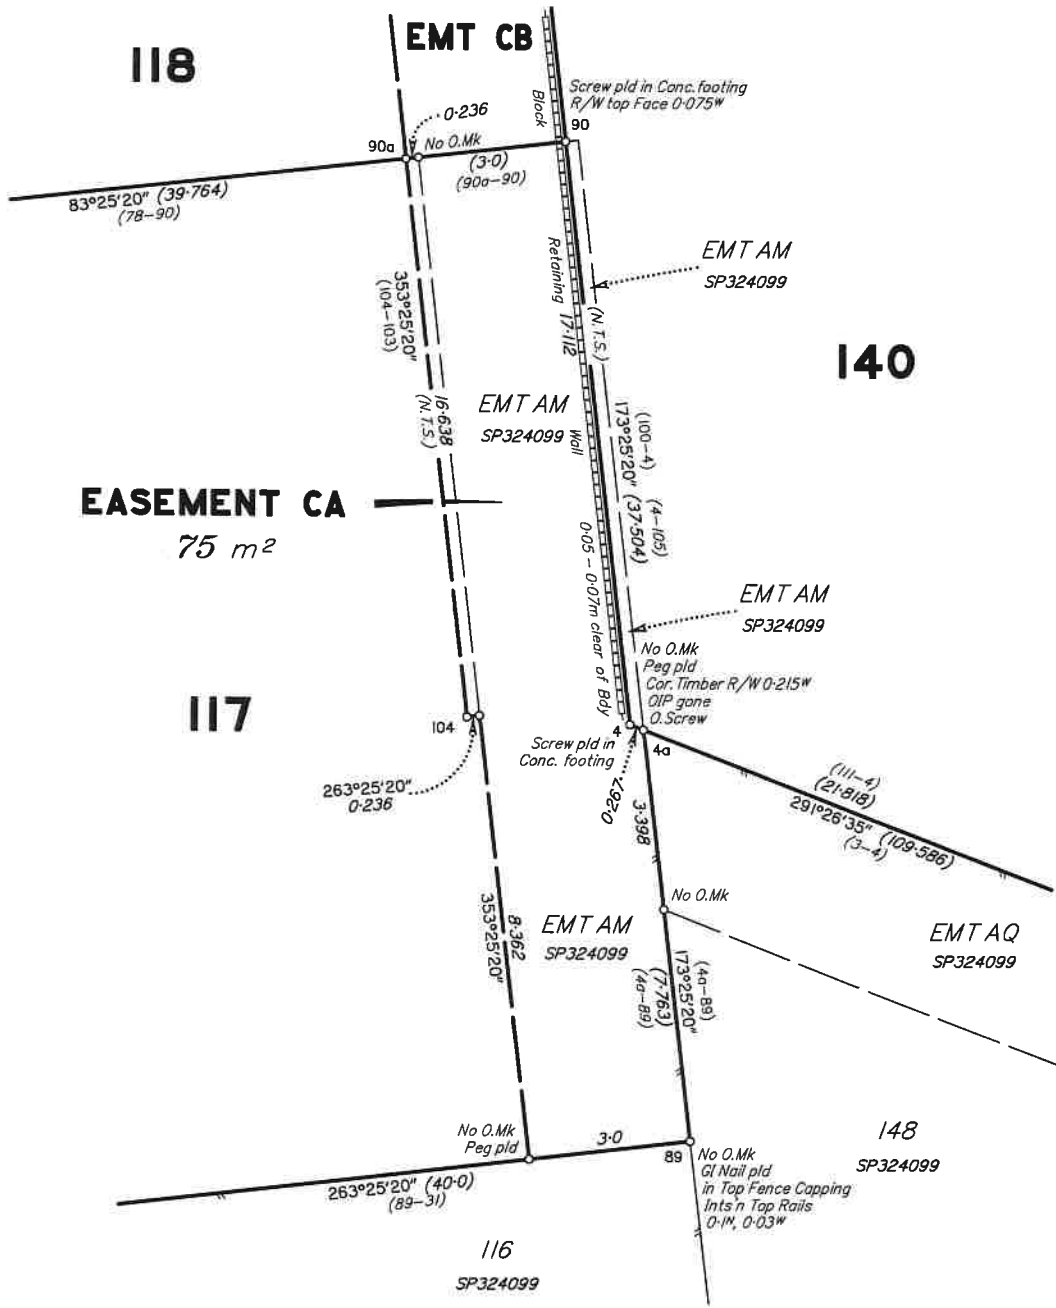 118
EMT CB
Block
Screw pld in Conc. footing
R/W top Face 0·075ᵂ
90
0·236
90a
No O.Mk
(3·0)
(90a–90)
83°25'20" (39·764)
(78–90)
353°25'20"
(104–103)
Retaining 17·112
(N.T.S.)
EMT AM
SP324099
140
16·638
(N.T.S.)
EMT AM
SP324099
Wall
(100–4)
173°25'20" (37·504)
(4–105)
EASEMENT CA
75 m²
0·05 – 0·07m clear of Bdy
EMT AM
SP324099
No O.Mk
Peg pld
Cor. Timber R/W 0·215ᵂ
OIP gone
O.Screw
117
104
4
4a
Screw pld in
Conc. footing
263°25'20"
0·236
0·267
3·398
(111–4)
(21·818)
291°26'35" (109·586)
(3–4)
No O.Mk
8·362
353°25'20"
EMT AM
SP324099
(4a–89)
173°25'20"
(7·763)
(4a–89)
EMT AQ
SP324099
No O.Mk
Peg pld
3·0
89
No O.Mk
GI Nail pld
in Top Fence Capping
Ints'n Top Rails
0·1ᴺ, 0·03ᵂ
148
SP324099
263°25'20" (40·0)
(89–31)
116
SP324099